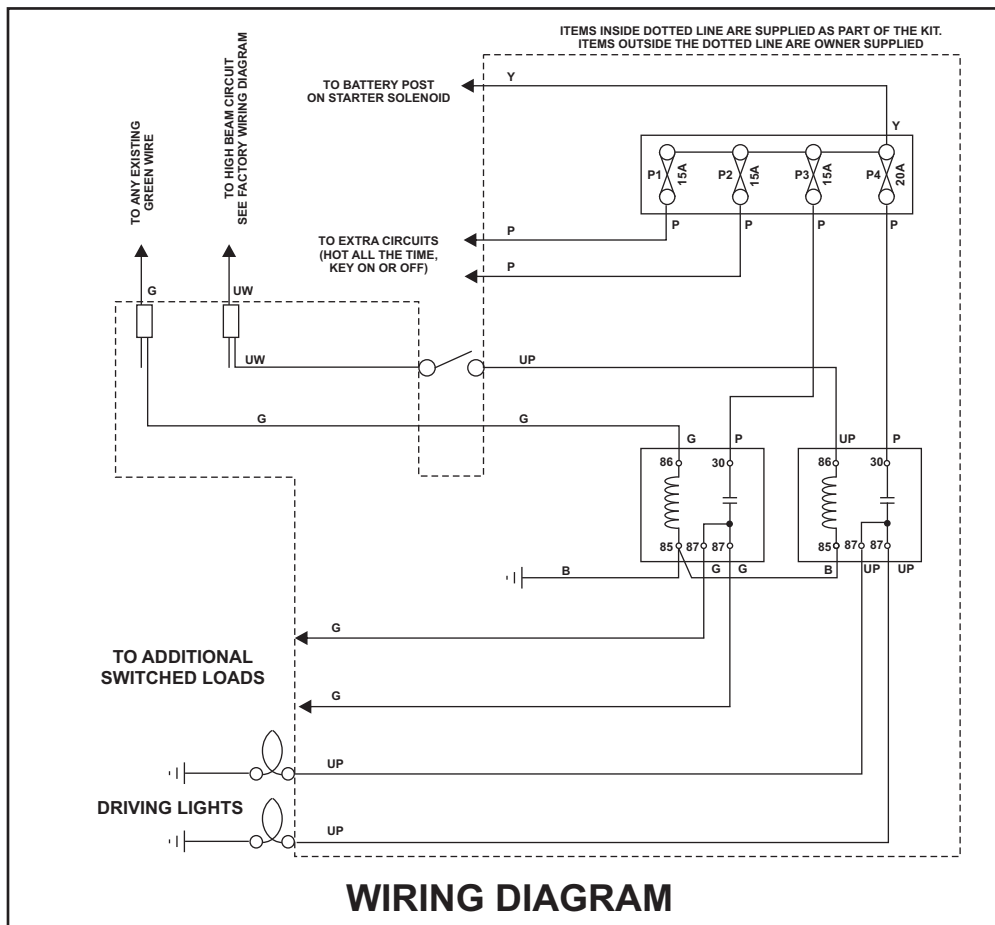 ITEMS INSIDE DOTTED LINE ARE SUPPLIED AS PART OF THE KIT.
ITEMS OUTSIDE THE DOTTED LINE ARE OWNER SUPPLIED
TO BATTERY POST
ON STARTER SOLENOID
Y
Y
TO ANY EXISTING
GREEN WIRE
TO HIGH BEAM CIRCUIT
SEE FACTORY WIRING DIAGRAM
P1
15A
P2
15A
P3
15A
P4
20A
P
P
P
P
TO EXTRA CIRCUITS
(HOT ALL THE TIME,
KEY ON OR OFF)
P
P
G
UW
UW
UP
G
G
G
P
UP
P
86
30
86
30
85
87
87
85
87
87
B
G
G
B
UP
UP
G
TO ADDITIONAL
SWITCHED LOADS
G
UP
DRIVING LIGHTS
UP
WIRING DIAGRAM